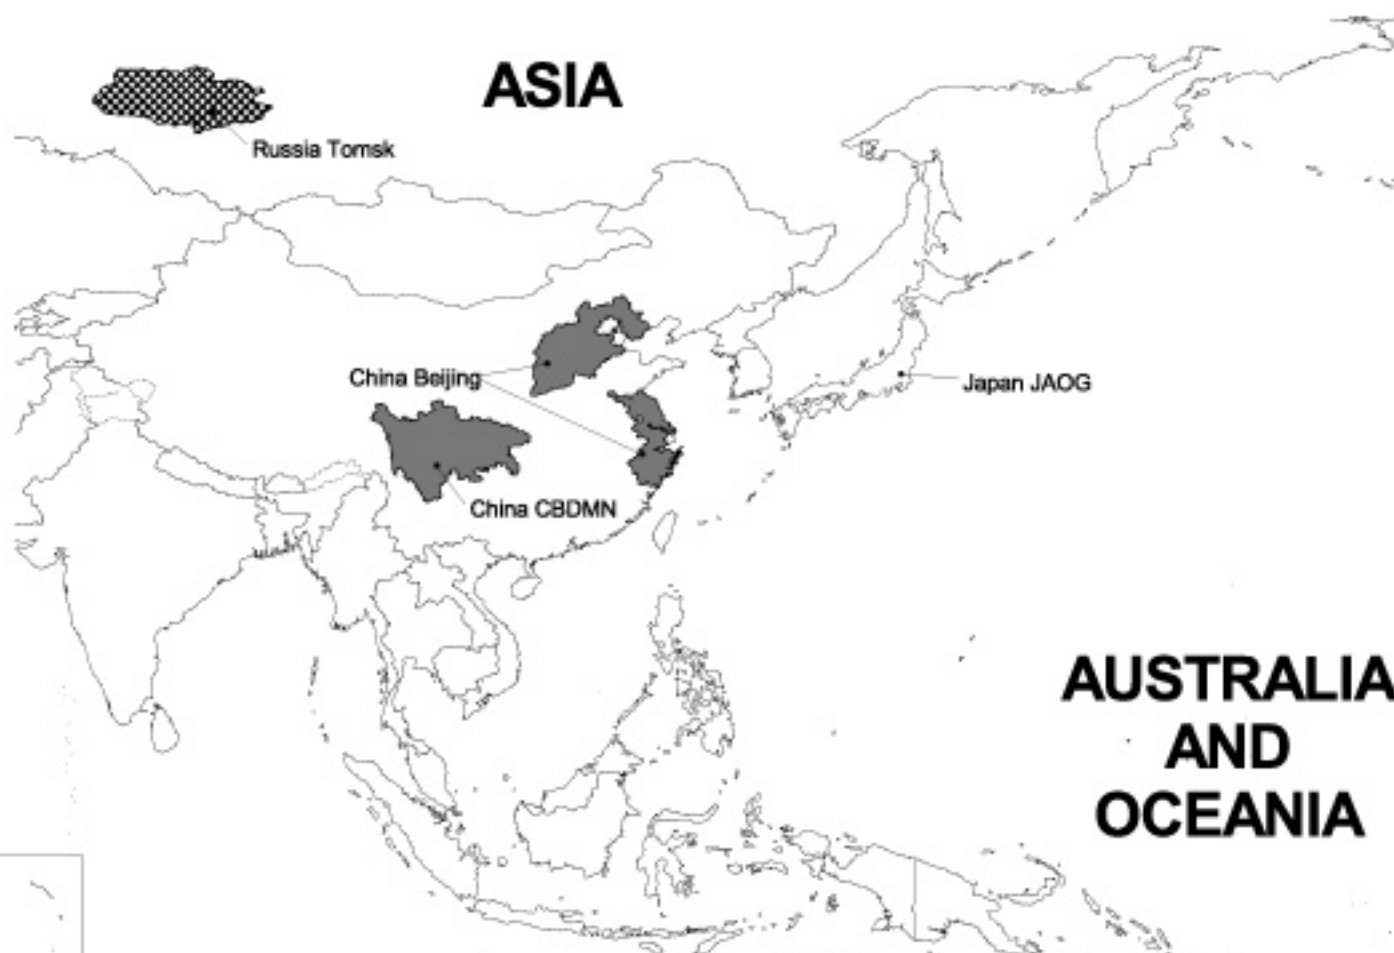 ASIA
Russia Tomsk
China Beijing
Japan JAOG
China CBDMN
AUSTRALIA
AND
OCEANIA